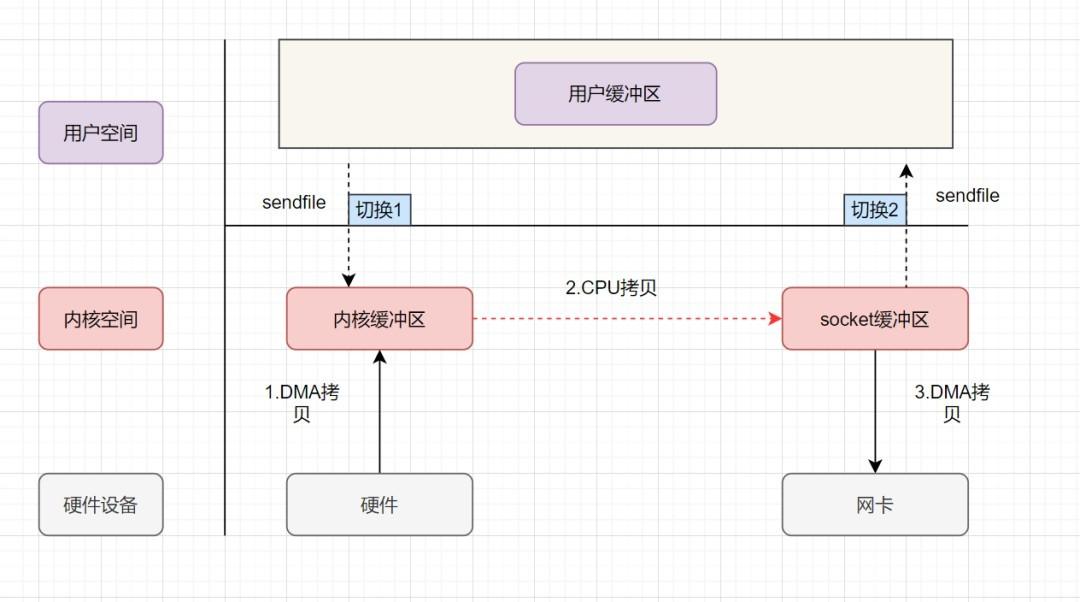 用户缓冲区
用户空间
sendfile
切换1
切换2
sendfile
2.CPU拷贝
内核空间
内核缓冲区
socket缓冲区
1.DMA拷
贝
3.DMA拷
贝
硬件设备
硬件
网卡